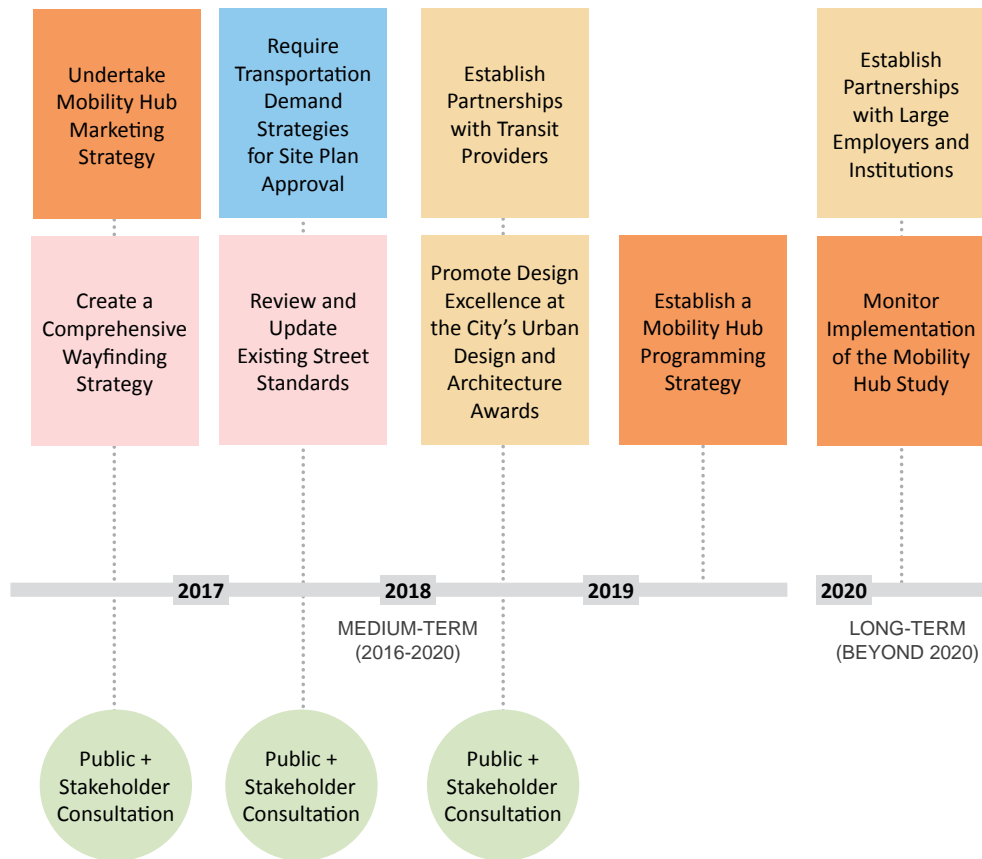 Undertake
Mobility Hub
Marketing
Strategy
Require
Transportation
Demand
Strategies
for Site Plan
Approval
Establish
Partnerships
with Transit
Providers
Establish
Partnerships
with Large
Employers and
Institutions
Create a
Comprehensive
Wayfinding
Strategy
Review and
Update
Existing Street
Standards
Promote Design
Excellence at
the City’s Urban
Design and
Architecture
Awards
Establish a
Mobility Hub
Programming
Strategy
Monitor
Implementation
of the Mobility
Hub Study
2017
2018
2019
2020
MEDIUM-TERM
(2016-2020)
LONG-TERM
(BEYOND 2020)
Public +
Stakeholder
Consultation
Public +
Stakeholder
Consultation
Public +
Stakeholder
Consultation